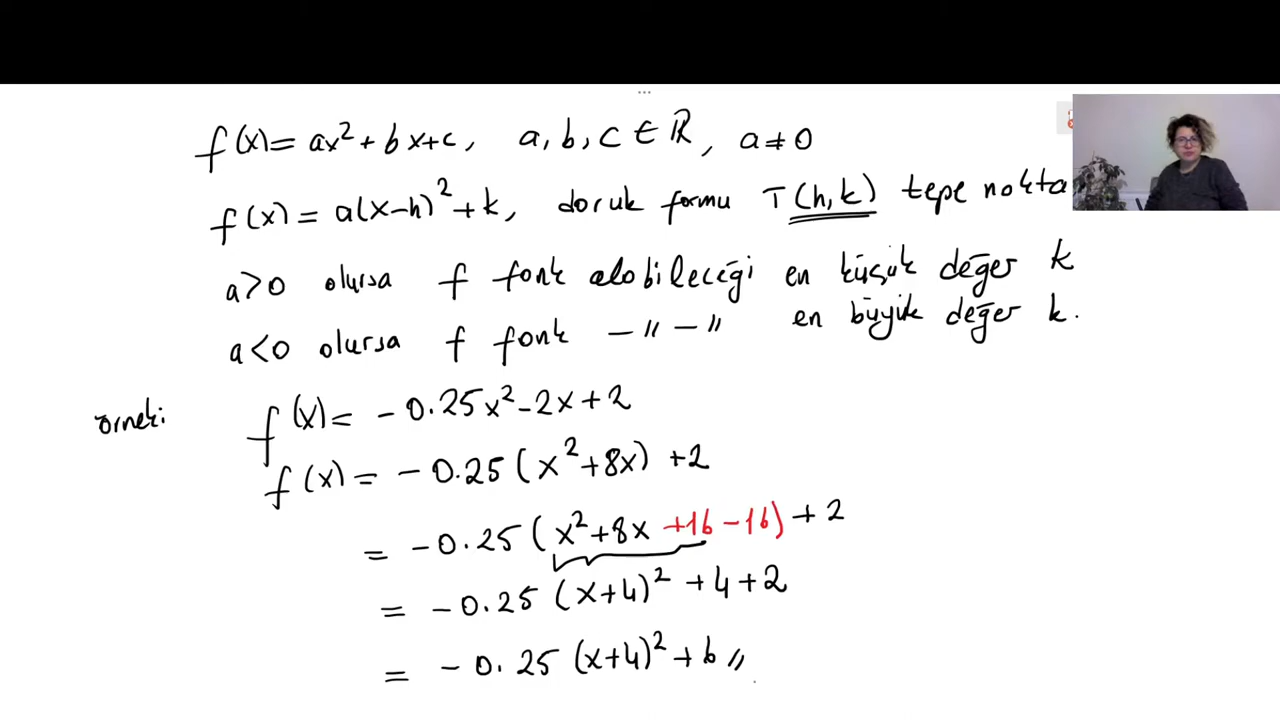 f(x) = ax² + bx + c, a, b, c ∈ ℝ, a ≠ 0
f(x) = a(x-h)² + k, doruk formu T(h,k) tepe nokta
a>0 olursa f fonk alabileceği en küçük değer k
a<0 olursa f fonk -"-" en büyük değer k.
örnek: f(x) = -0.25x² - 2x + 2
f(x) = -0.25(x² + 8x) + 2
= -0.25(x² + 8x + 16 - 16) + 2
= -0.25(x+4)² + 4 + 2
= -0.25(x+4)² + 6 //